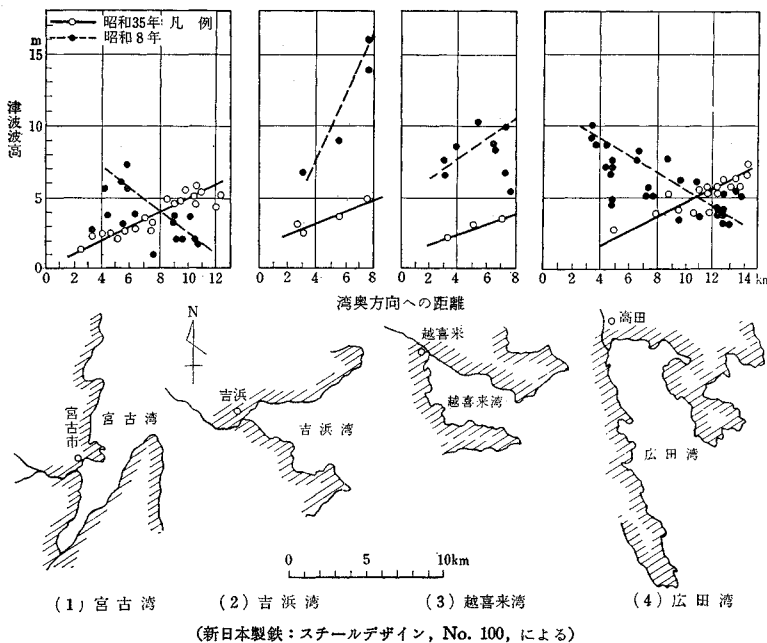 昭和35年 凡例
昭和8年
m
15
10
5
0
津波波高
0 2 4 6 8 10 12
0 2 4 6 8
0 2 4 6 8
0 2 4 6 8 10 12 14 km
湾奥方向への距離
N
宮古市
宮古湾
吉浜
吉浜湾
越喜来
越喜来湾
高田
広田湾
0 5 10km
(1) 宮古湾
(2) 吉浜湾
(3) 越喜来湾
(4) 広田湾
(新日本製鉄：スチールデザイン, No. 100, による)